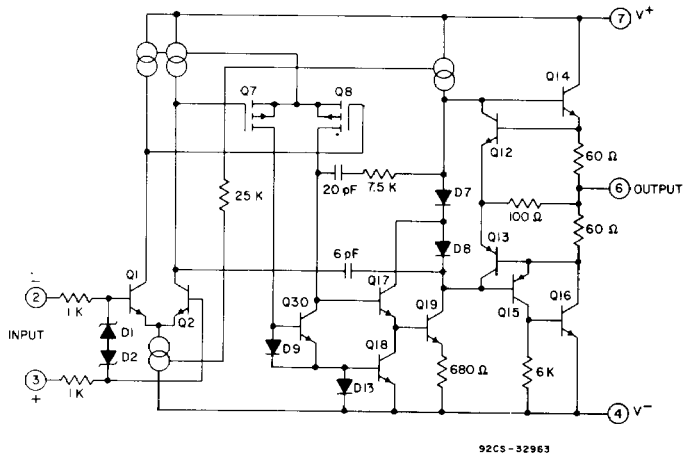 7 V+
Q14
Q7
Q8
Q12
60 Ω
6 OUTPUT
20 pF
7.5 K
D7
100 Ω
60 Ω
25 K
Q13
D8
6 pF
Q1
-
2
1 K
Q2
D1
D2
INPUT
3
+
1K
Q30
Q17
Q19
Q15
Q16
D9
Q18
D13
680 Ω
6 K
4 V-
92CS-32963